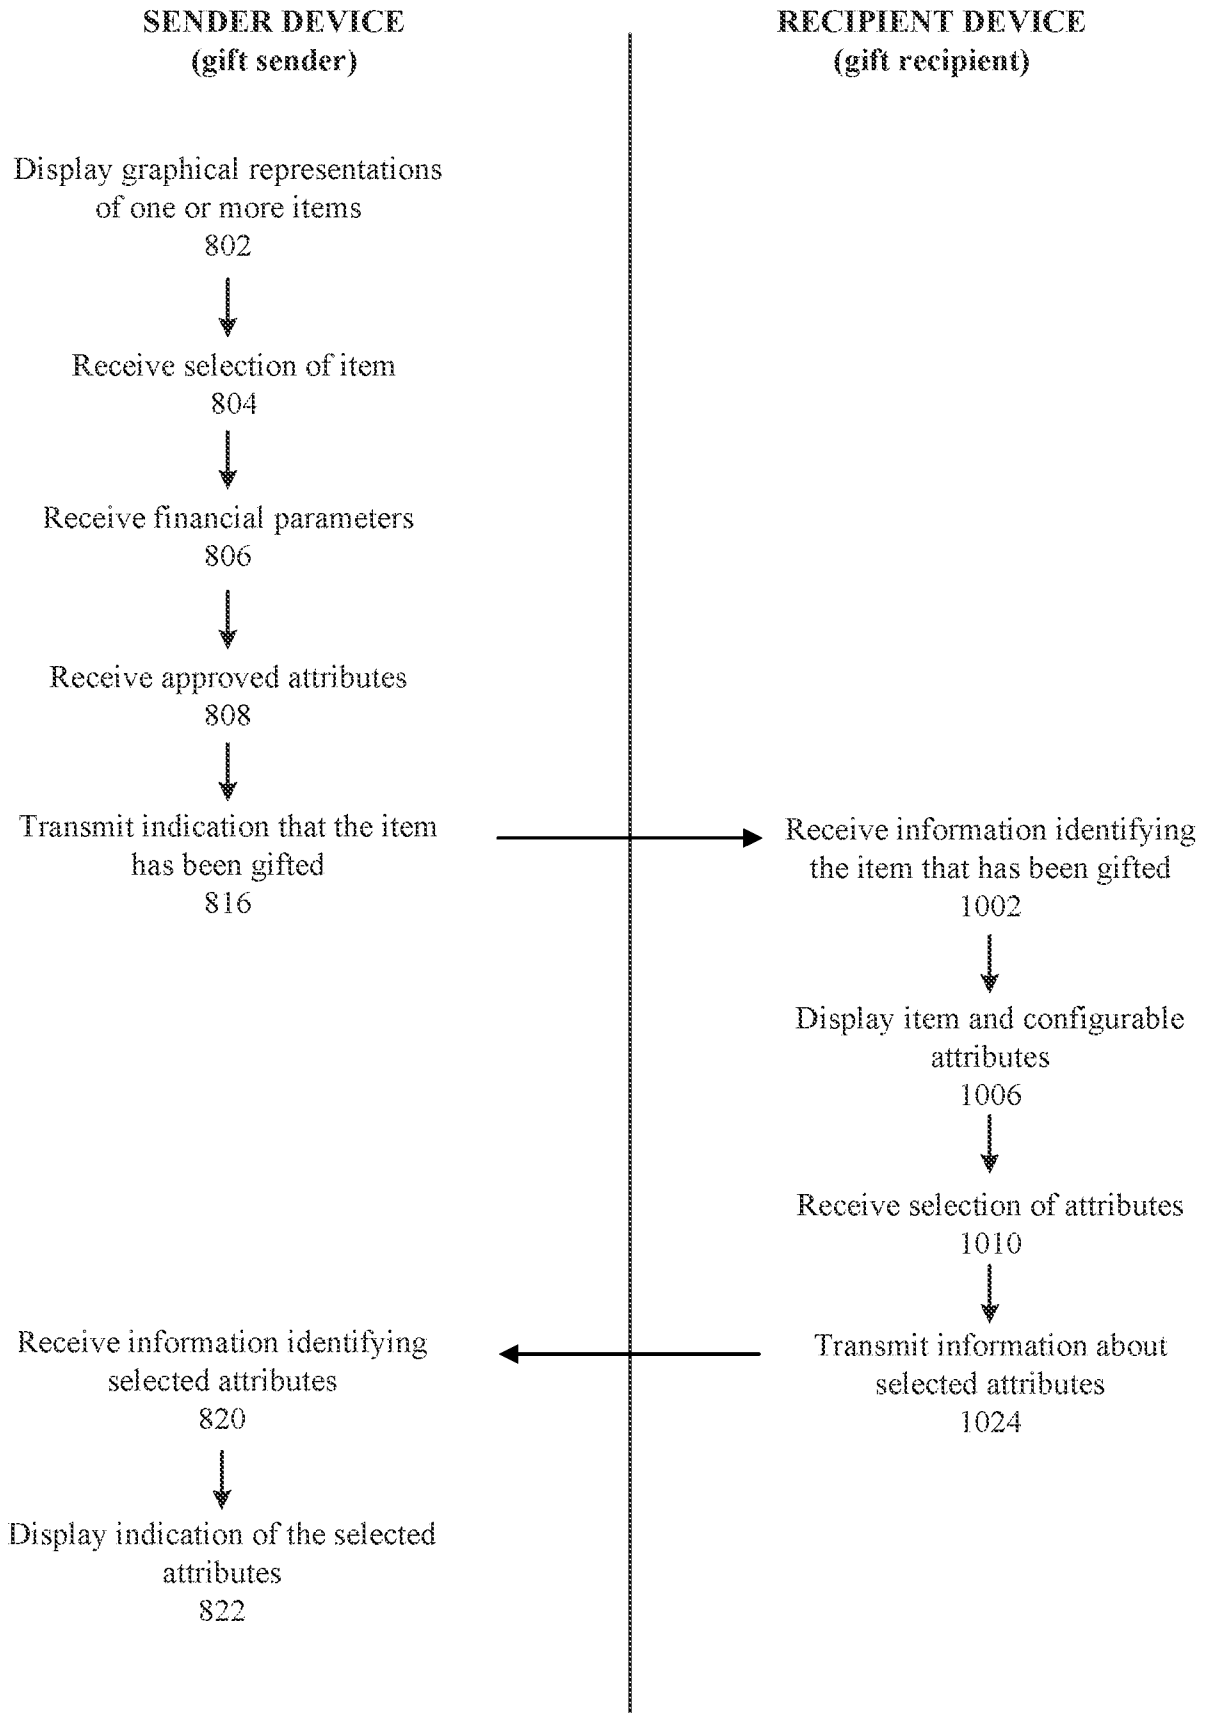 SENDER DEVICE
(gift sender)
Display graphical representations
of one or more items
802
Receive selection of item
804
Receive financial parameters
806
Receive approved attributes
808
Transmit indication that the item
has been gifted
816
RECIPIENT DEVICE
(gift recipient)
Receive information identifying
the item that has been gifted
1002
Display item and configurable
attributes
1006
Receive selection of attributes
1010
Transmit information about
selected attributes
1024
Receive information identifying
selected attributes
820
Display indication of the selected
attributes
822